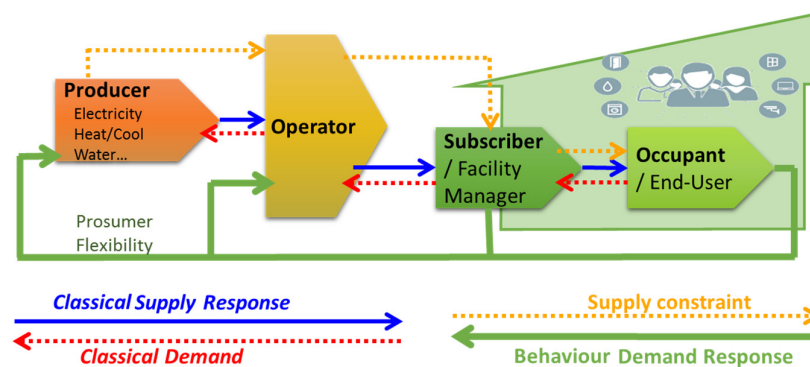 Producer
Electricity
Heat/Cool
Water...
Operator
Subscriber
/ Facility
Manager
Occupant
/ End-User
Prosumer
Flexibility
Classical Supply Response
Classical Demand
Supply constraint
Behaviour Demand Response